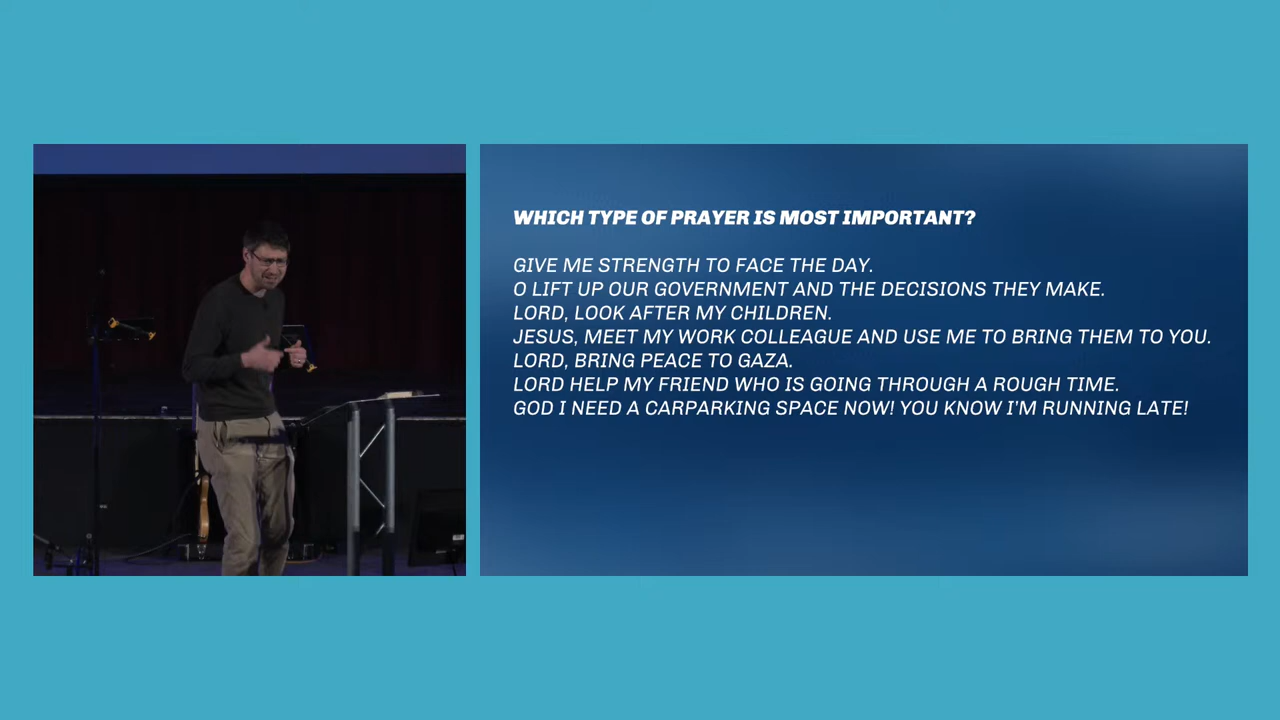 WHICH TYPE OF PRAYER IS MOST IMPORTANT?
GIVE ME STRENGTH TO FACE THE DAY.
O LIFT UP OUR GOVERNMENT AND THE DECISIONS THEY MAKE.
LORD, LOOK AFTER MY CHILDREN.
JESUS, MEET MY WORK COLLEAGUE AND USE ME TO BRING THEM TO YOU.
LORD, BRING PEACE TO GAZA.
LORD HELP MY FRIEND WHO IS GOING THROUGH A ROUGH TIME.
GOD I NEED A CARPARKING SPACE NOW! YOU KNOW I'M RUNNING LATE!